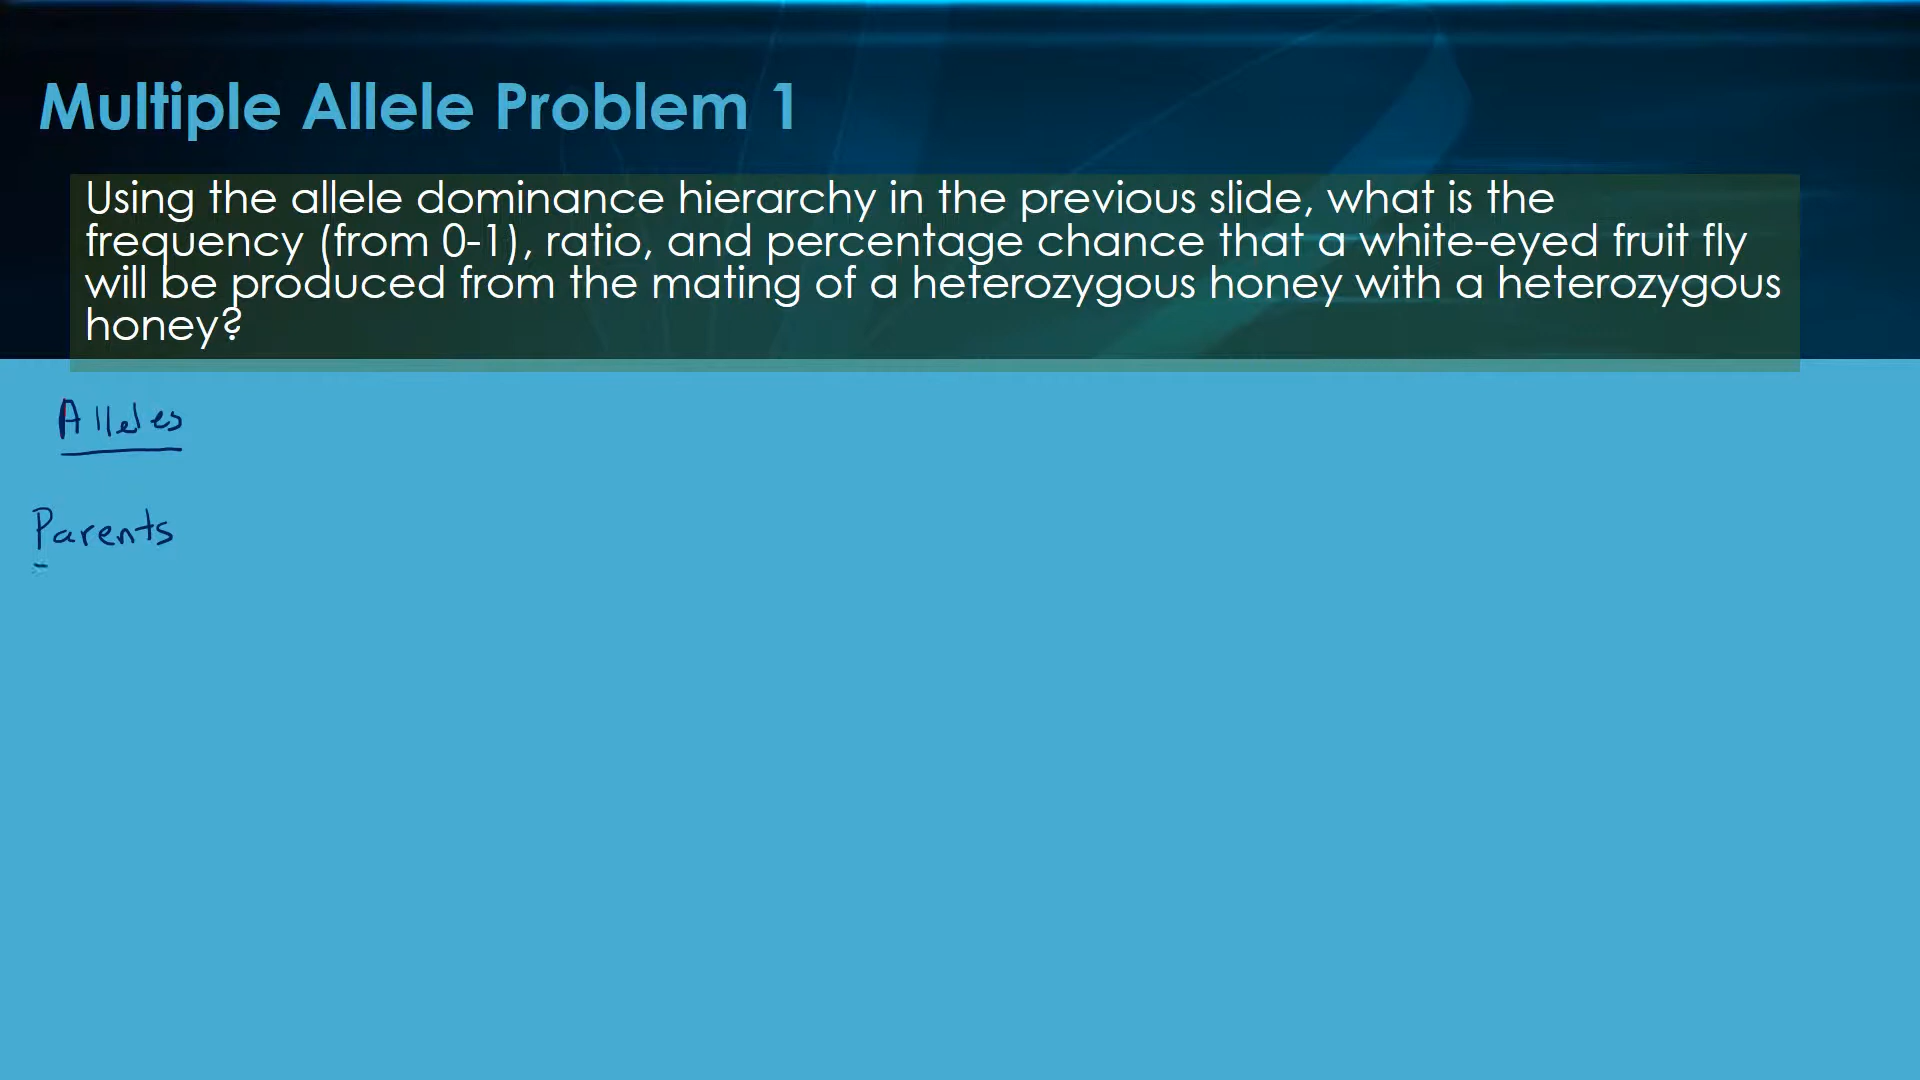 Multiple Allele Problem 1
Using the allele dominance hierarchy in the previous slide, what is the
frequency (from 0-1), ratio, and percentage chance that a white-eyed fruit fly
will be produced from the mating of a heterozygous honey with a heterozygous
honey?
Alleles
Parents